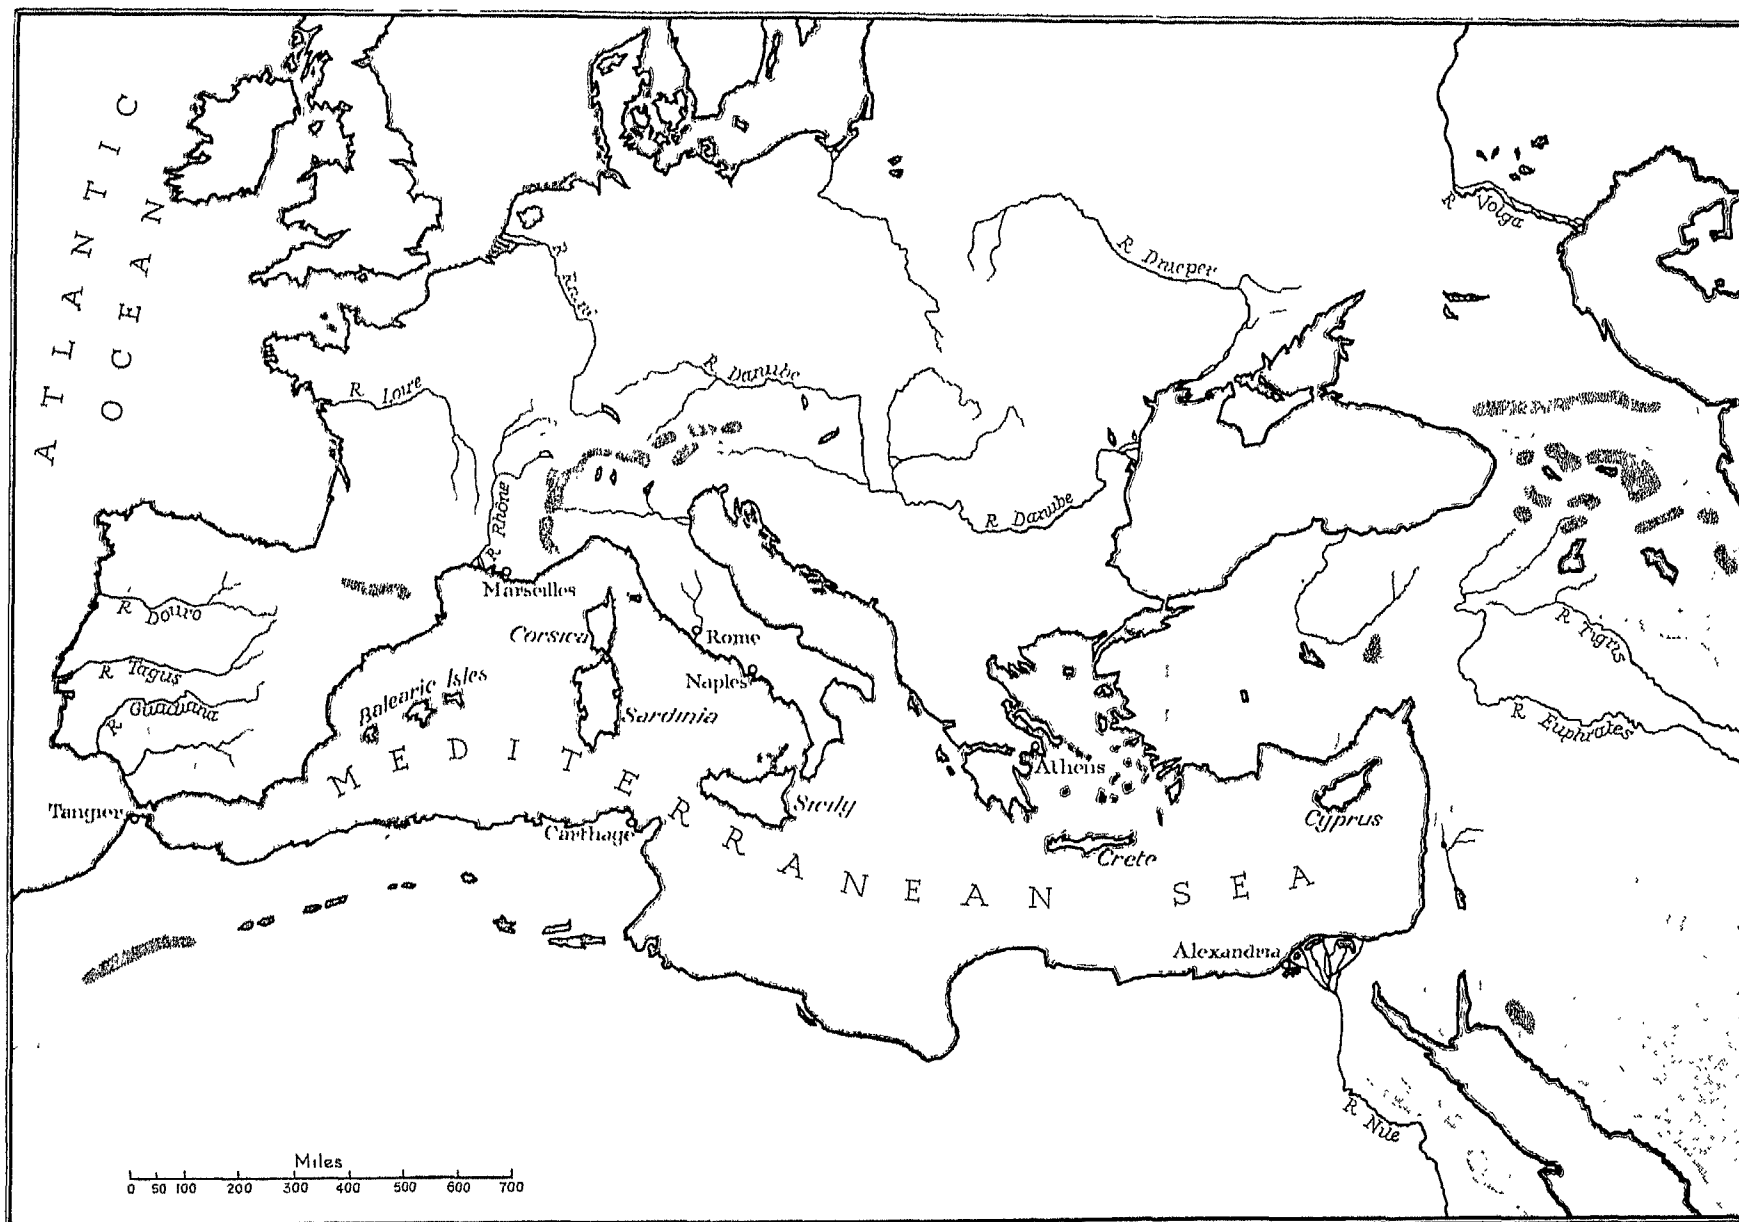 ATLANTIC
OCEAN
R Volga
R Dnieper
R Danube
R Loire
R Rhône
R Danube
Marseilles
R Douro
Corsica
Rome
R Tigris
R Tagus
Naples
Balearic Isles
R Guadiana
Sardinia
R Euphrates
Athens
MEDITERRANEAN SEA
Tangier
Sicily
Carthage
Cyprus
Crete
Alexandria
R Nile
Miles
0 50 100 200 300 400 500 600 700